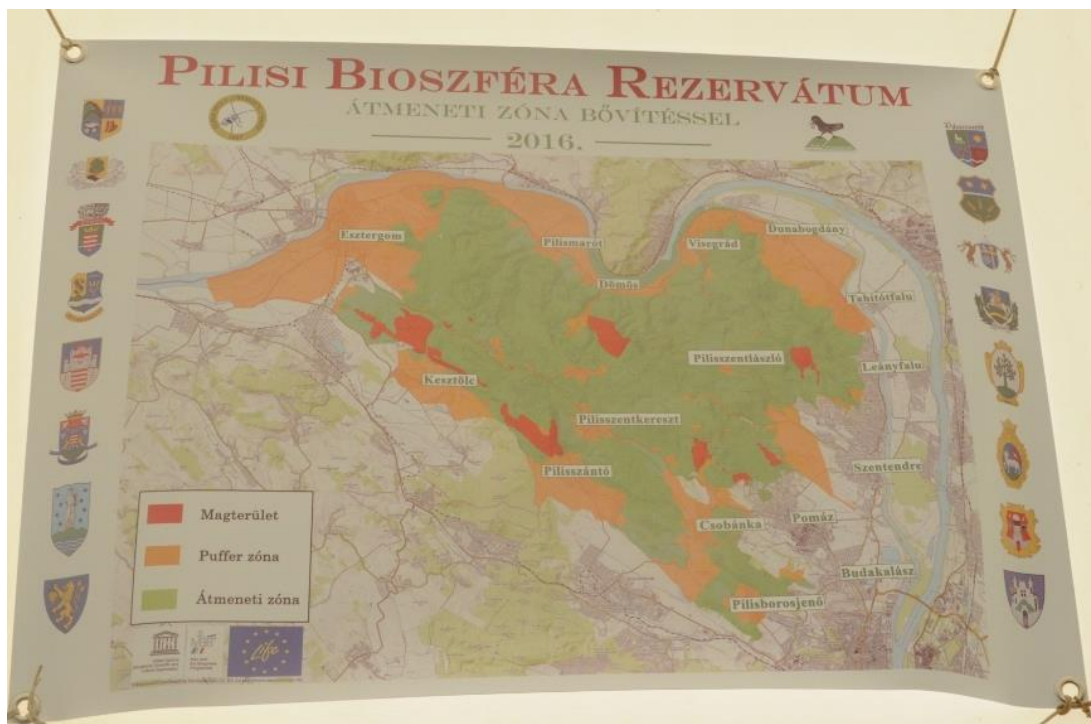 PILISI BIOSZFÉRA REZERVÁTUM
ÁTMENETI ZÓNA BŐVÍTÉSSEL
2016.
Esztergom
Pilismarót
Visegrád
Dunabogdány
Dömös
Tahitótfalu
Pilisszentlászló
Leányfalu
Kesztölc
Pilisszentkereszt
Pilisszántó
Szentendre
Csobánka
Pomáz
Budakalász
Pilisborosjenő
Magterület
Puffer zóna
Átmeneti zóna
Life